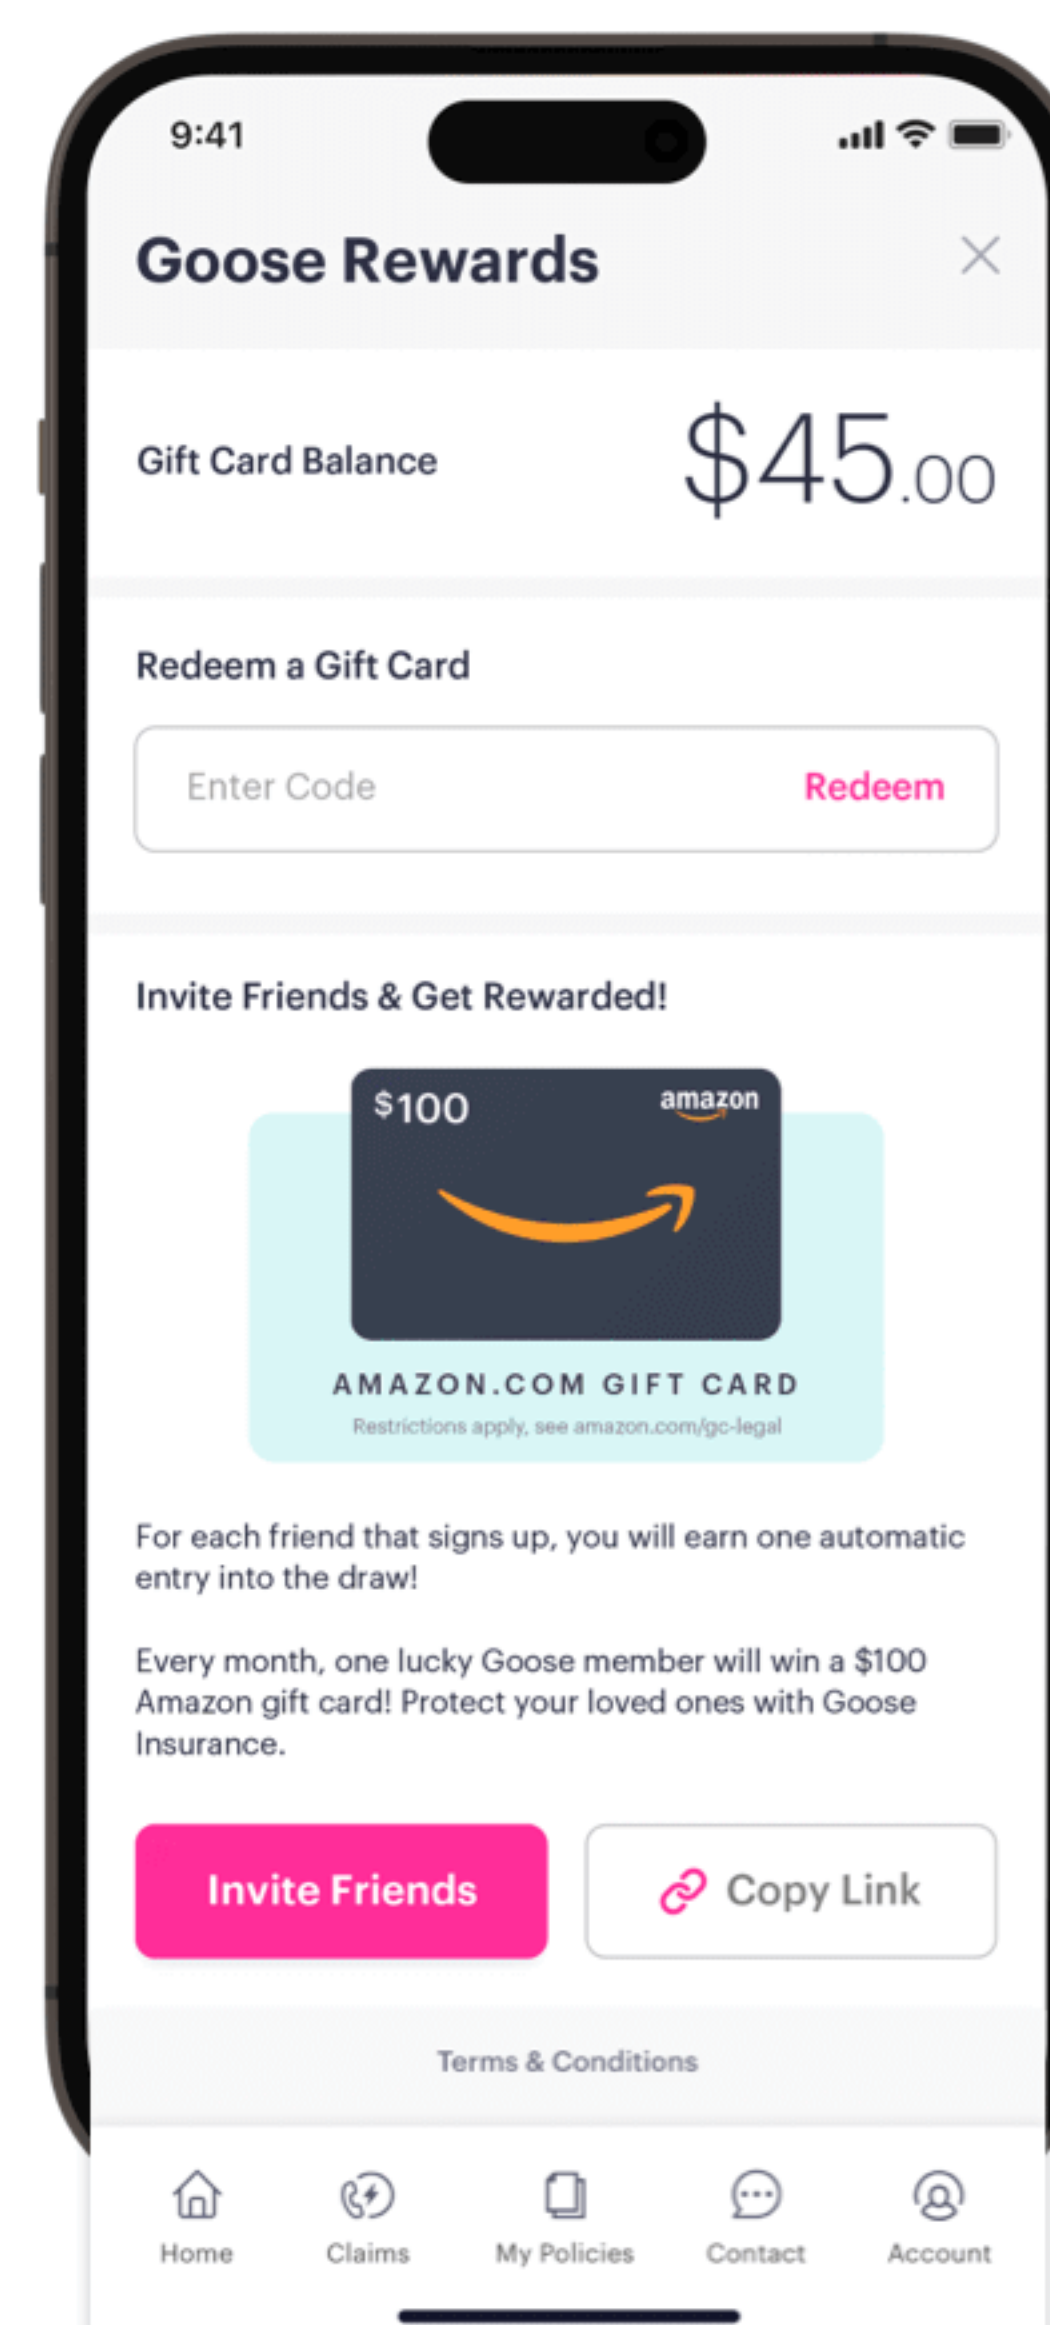 9:41
Goose Rewards
Gift Card Balance
$45.00
Redeem a Gift Card
Enter Code
Redeem
Invite Friends & Get Rewarded!
$100
amazon
AMAZON.COM GIFT CARD
Restrictions apply, see amazon.com/gc-legal
For each friend that signs up, you will earn one automatic
entry into the draw!
Every month, one lucky Goose member will win a $100
Amazon gift card! Protect your loved ones with Goose
Insurance.
Invite Friends
Copy Link
Terms & Conditions
Home
Claims
My Policies
Contact
Account